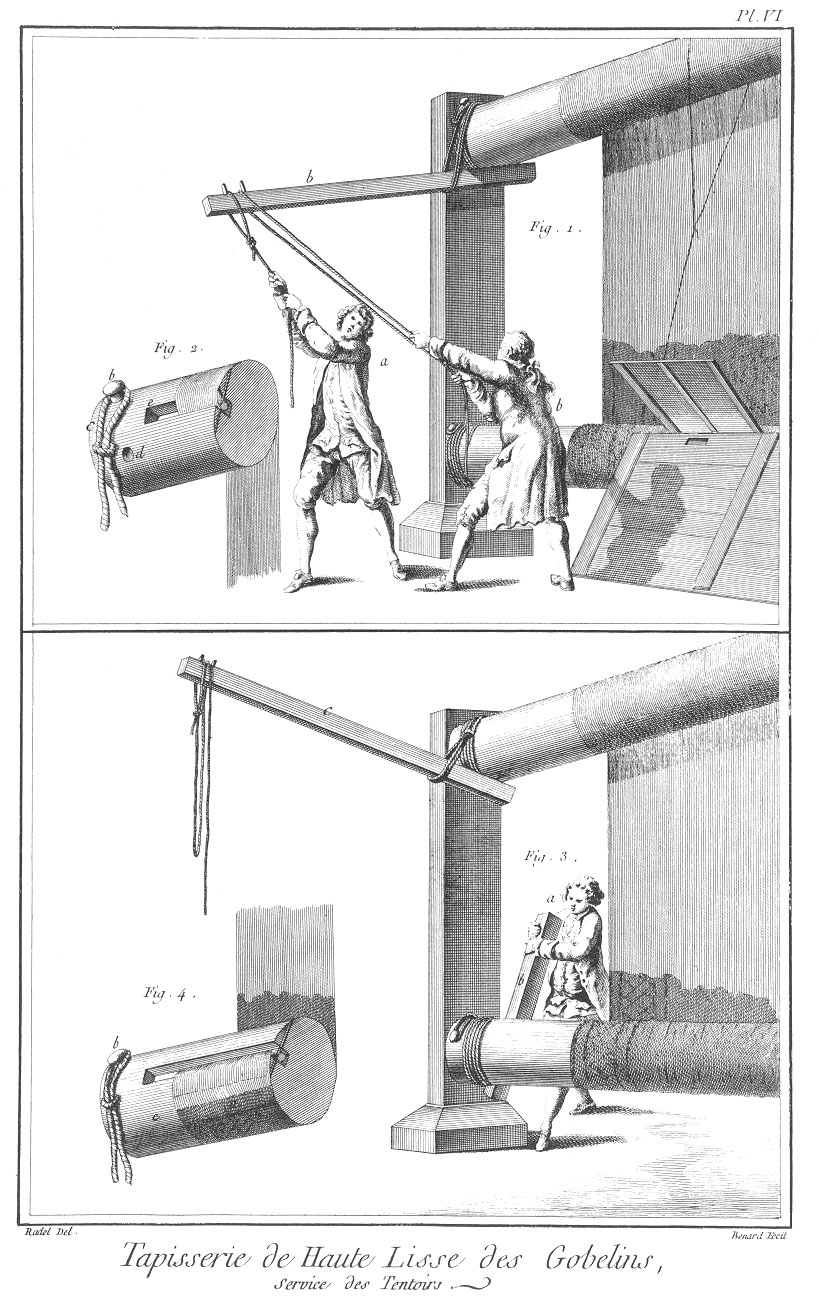 Pl. VI
b
Fig. 1.
Fig. 2.
a
b
b
c
e
d
c
Fig. 3.
a
b
Fig. 4.
b
c
Radel Del.
Benard Fecit
Tapisserie de Haute Lisse des Gobelins,
Service des Tentoirs